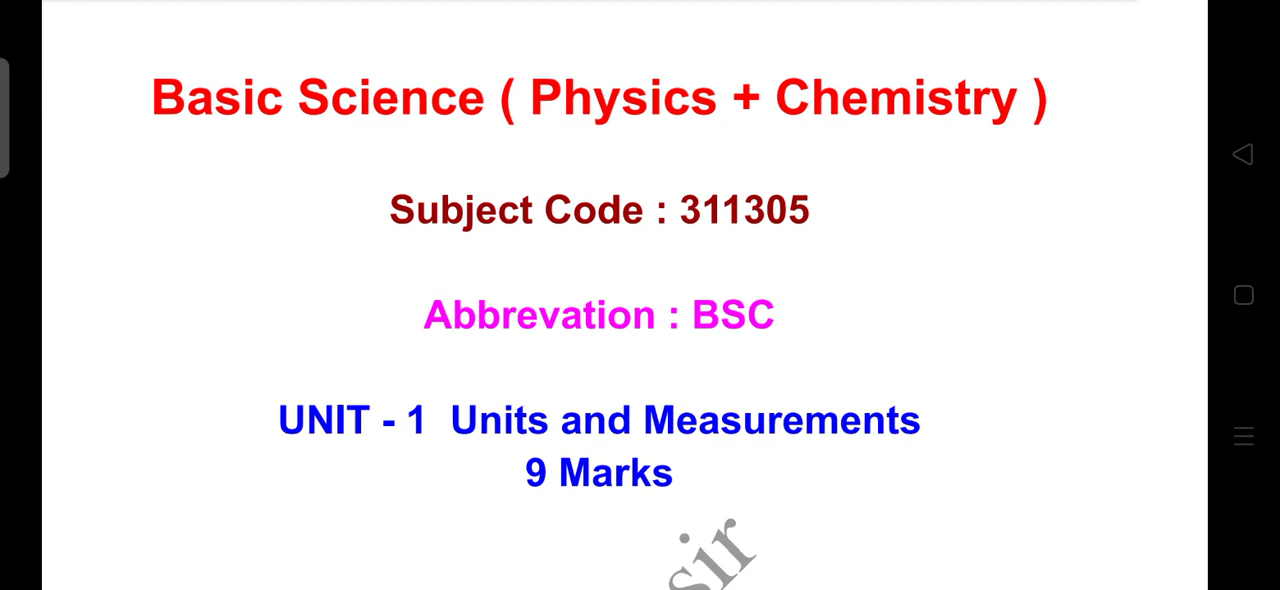 Basic Science ( Physics + Chemistry )
Subject Code : 311305
Abbrevation : BSC
UNIT - 1 Units and Measurements
9 Marks
sir